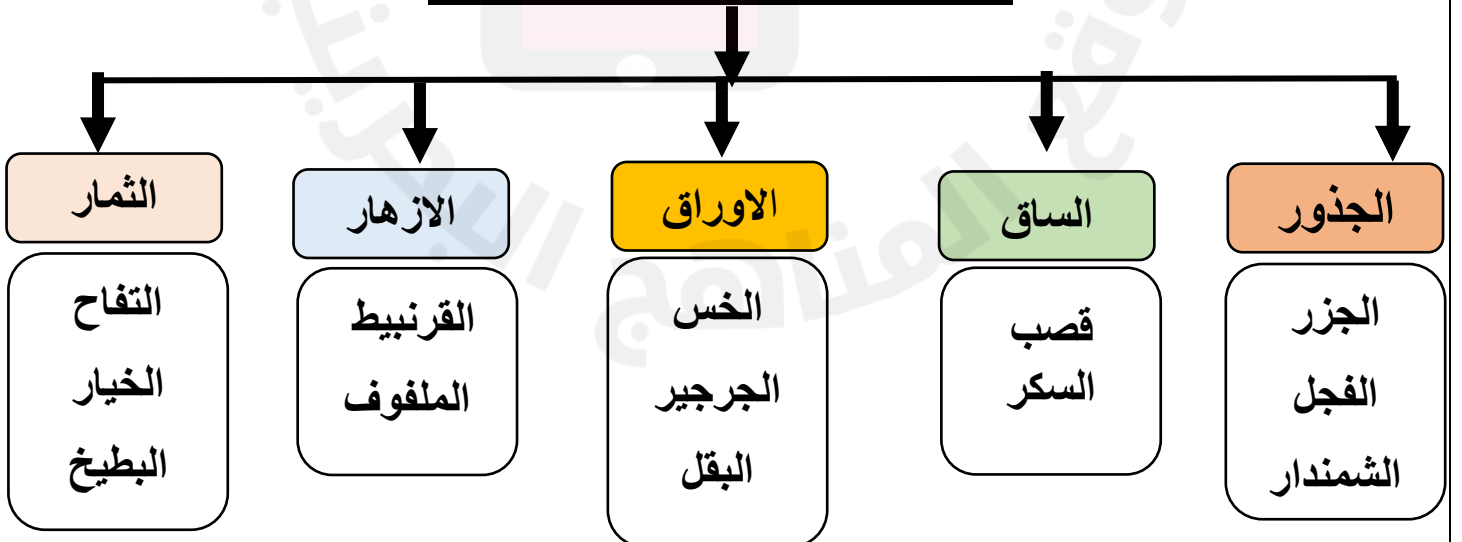 الجذور
الجزر
الفجل
الشمندار
الساق
قصب
السكر
الاوراق
الخس
الجرجير
البقل
الازهار
القرنبيط
الملفوف
الثمار
التفاح
الخيار
البطيخ